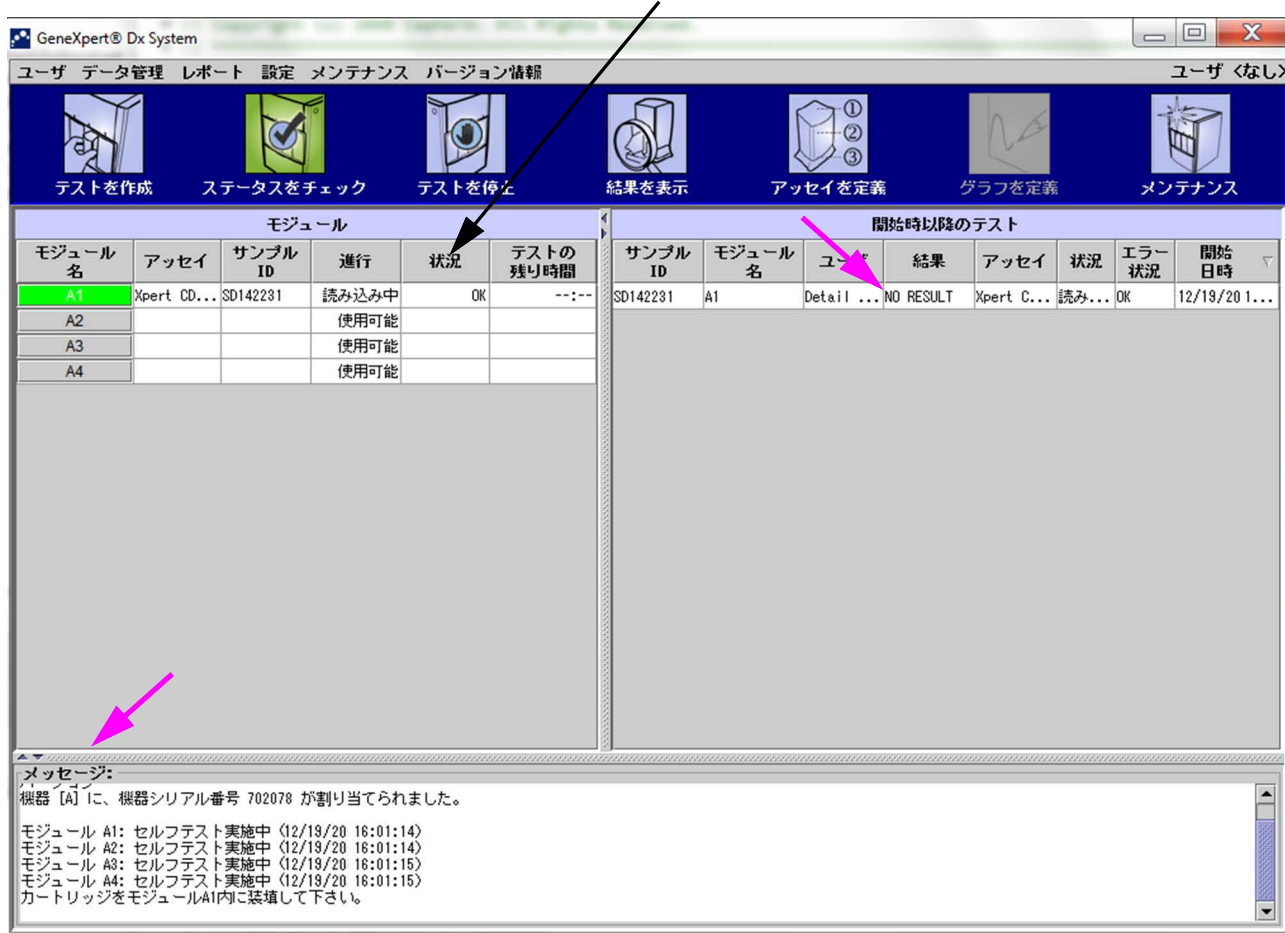 GeneXpert® Dx System
ユーザ データ管理 レポート 設定 メンテナンス バージョン情報 ユーザ <なし>
①
②
③
テストを作成 ステータスをチェック テストを停止 結果を表示 アッセイを定義 グラフを定義 メンテナンス
モジュール
モジュール名 アッセイ サンプルID 進行 状況 テストの残り時間
A1 Xpert CD... SD142231 読み込み中 OK --:--
A2 使用可能
A3 使用可能
A4 使用可能
開始時以降のテスト
サンプルID モジュール名 ユーザ 結果 アッセイ 状況 エラー状況 開始日時
SD142231 A1 Detail ... NO RESULT Xpert C... 読み... OK 12/19/20 1...
メッセージ:
機器 [A] に、機器シリアル番号 702078 が割り当てられました。
モジュール A1: セルフテスト実施中 (12/19/20 16:01:14)
モジュール A2: セルフテスト実施中 (12/19/20 16:01:14)
モジュール A3: セルフテスト実施中 (12/19/20 16:01:15)
モジュール A4: セルフテスト実施中 (12/19/20 16:01:15)
カートリッジをモジュールA1内に装填して下さい。